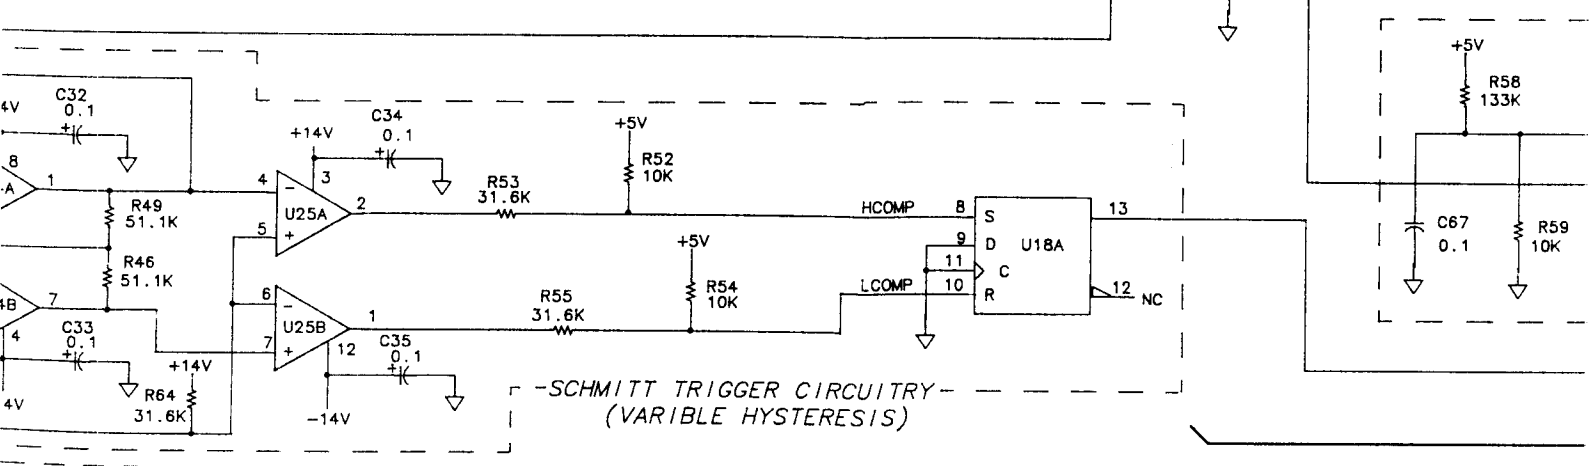 +5V
R58
133K
C32
0.1
4V
+14V
C34
0.1
+5V
R52
10K
8
-A
1
4
3
R53
31.6K
R49
51.1K
U25A
2
HCOMP
8
S
13
5
9
D
U18A
C67
0.1
R59
10K
+5V
11
C
R46
51.1K
7
4B
6
R54
10K
LCOMP
10
R
12
NC
R55
31.6K
1
U25B
4
C33
0.1
7
12
C35
0.1
+14V
4V
R64
31.6K
-14V
-SCHMITT TRIGGER CIRCUITRY-
(VARIBLE HYSTERESIS)